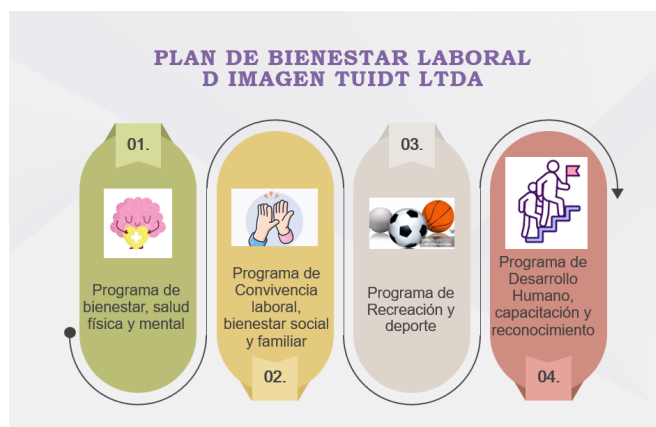 PLAN DE BIENESTAR LABORAL
D IMAGEN TUIDT LTDA
01.
Programa de
bienestar, salud
física y mental
Programa de
Convivencia
laboral,
bienestar social
y familiar
02.
03.
Programa de
Recreación y
deporte
Programa de
Desarrollo
Humano,
capacitación y
reconocimiento
04.